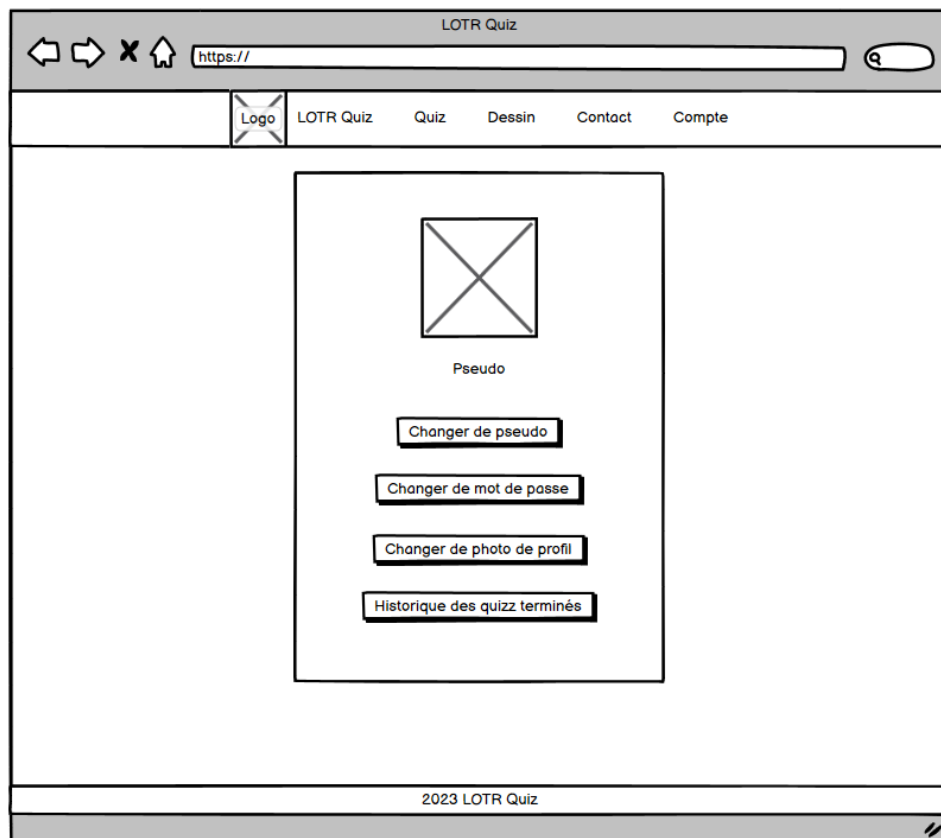 LOTR Quiz
https://
Logo LOTR Quiz Quiz Dessin Contact Compte
Pseudo
Changer de pseudo
Changer de mot de passe
Changer de photo de profil
Historique des quizz terminés
2023 LOTR Quiz